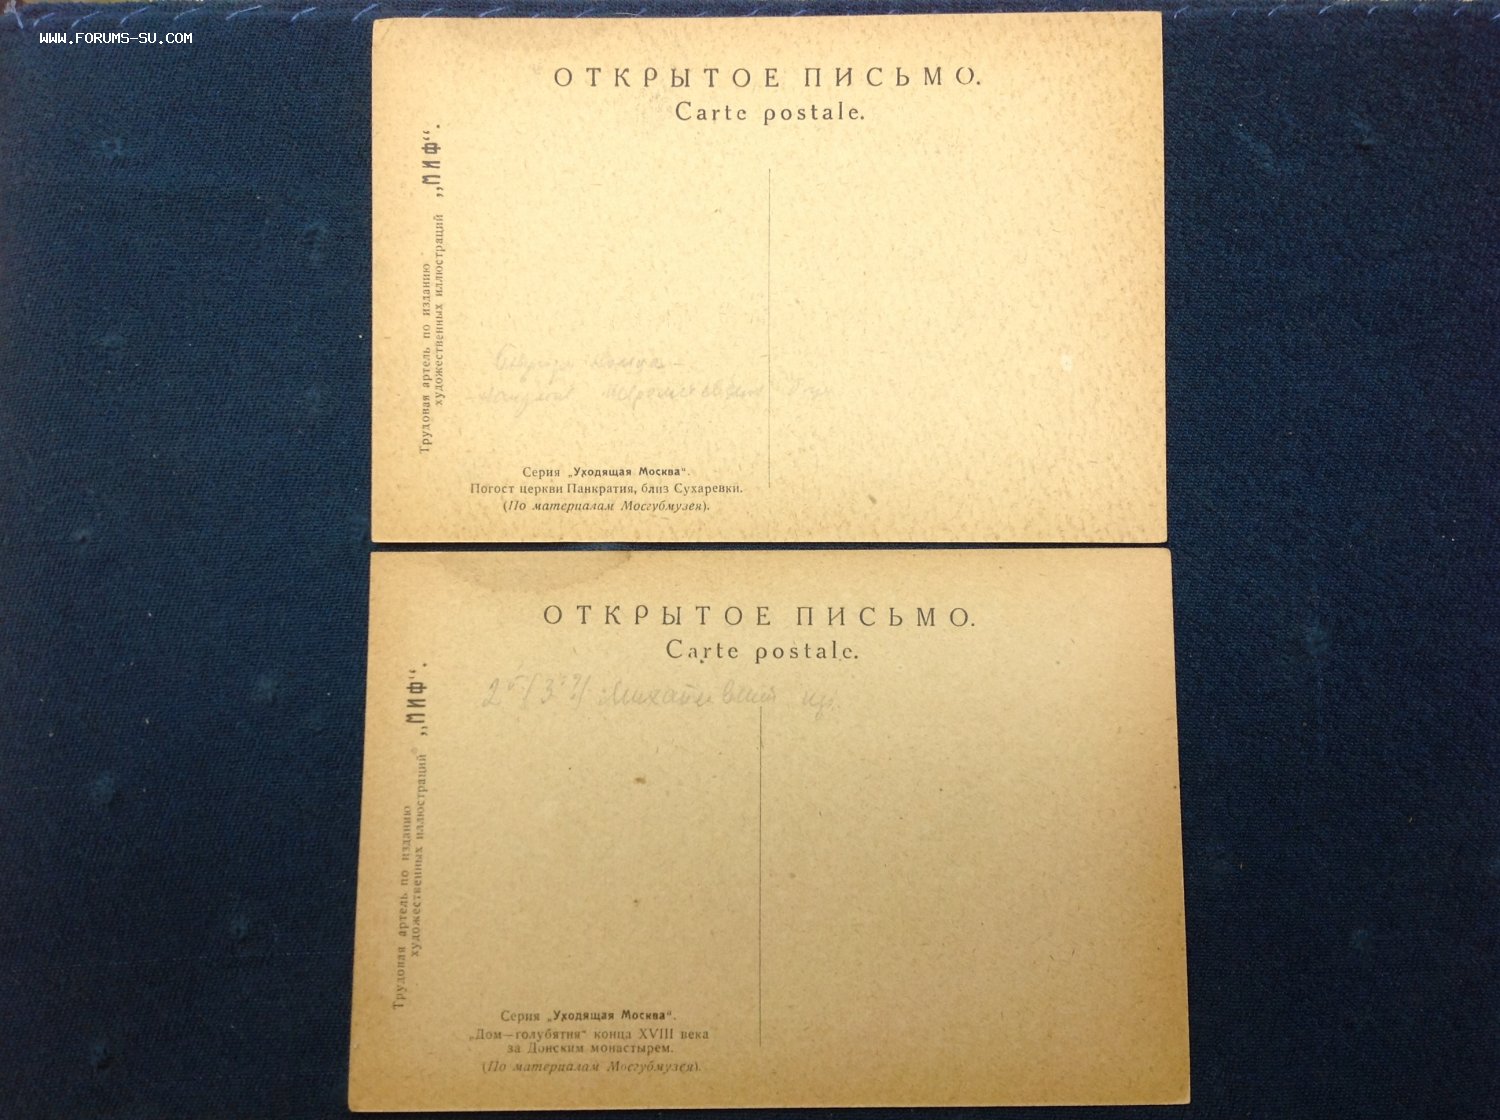 WWW.FORUMS-SU.COM
ОТКРЫТОЕ ПИСЬМО.
Carte postale.
Трудовая артель по изданию
художественных иллюстраций „МИФ“.
Серия „Уходящая Москва“.
Погост церкви Панкратия, близ Сухаревки.
(По материалам Мосгубмузея).
ОТКРЫТОЕ ПИСЬМО.
Carte postale.
Трудовая артель по изданию
художественных иллюстраций „МИФ“.
Серия „Уходящая Москва“.
„Дом—голубятня“ конца XVIII века
за Донским монастырем.
(По материалам Мосгубмузея).